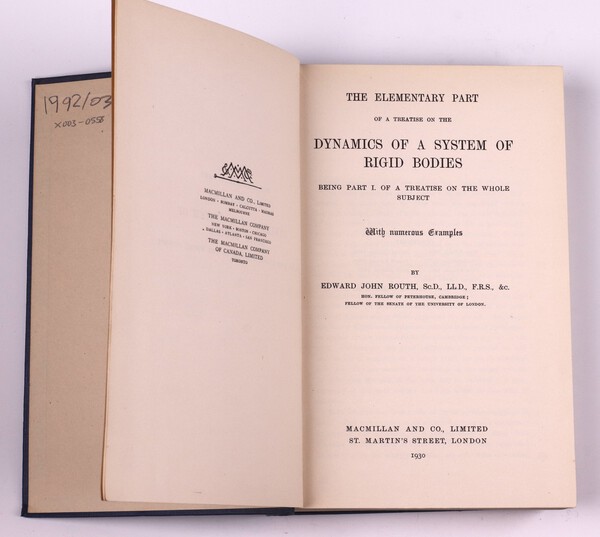 1992/03
X003-0556
MACMILLAN AND CO., LIMITED
LONDON · BOMBAY · CALCUTTA · MADRAS
MELBOURNE
THE MACMILLAN COMPANY
NEW YORK · BOSTON · CHICAGO
DALLAS · ATLANTA · SAN FRANCISCO
THE MACMILLAN COMPANY
OF CANADA, LIMITED
TORONTO
THE ELEMENTARY PART
OF A TREATISE ON THE
DYNAMICS OF A SYSTEM OF
RIGID BODIES
BEING PART I. OF A TREATISE ON THE WHOLE
SUBJECT
With numerous Examples
BY
EDWARD JOHN ROUTH, Sc.D., LL.D., F.R.S., &c.
HON. FELLOW OF PETERHOUSE, CAMBRIDGE;
FELLOW OF THE SENATE OF THE UNIVERSITY OF LONDON.
MACMILLAN AND CO., LIMITED
ST. MARTIN'S STREET, LONDON
1930